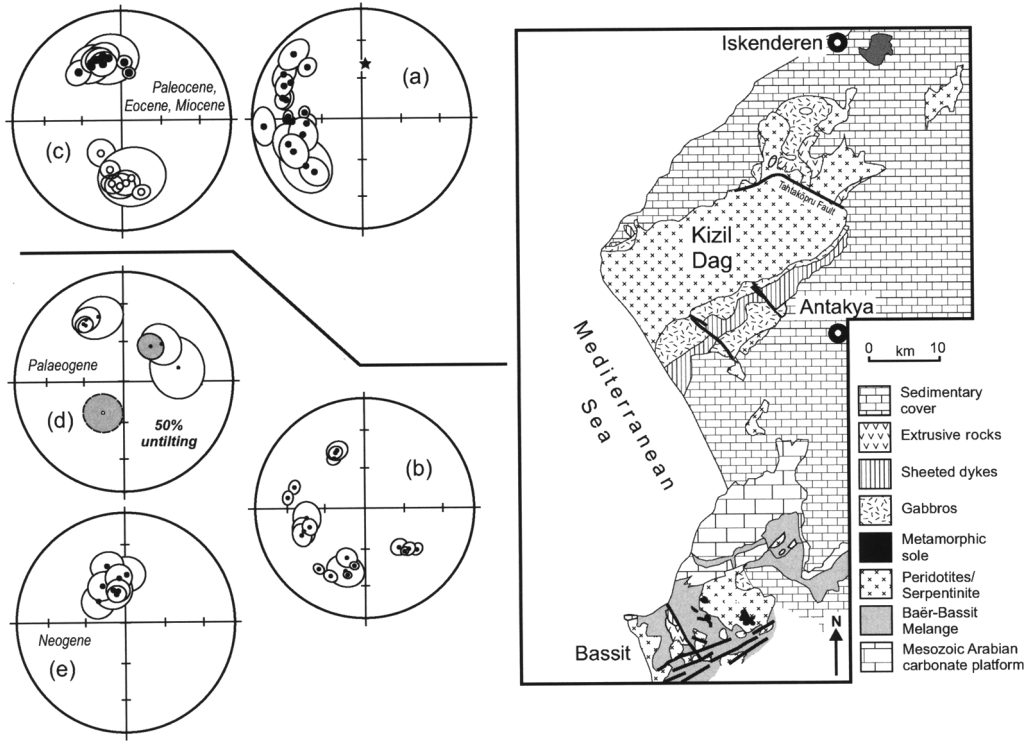 (a)
Paleocene,
Eocene, Miocene
(c)
Palaeogene
(d)
50%
untilting
(b)
Neogene
(e)
Iskenderen
Tahtaköpru Fault
Kizil
Dag
Antakya
0 km 10
Mediterranean
Sea
Bassit
N
Sedimentary
cover
Extrusive rocks
Sheeted dykes
Gabbros
Metamorphic
sole
Peridotites/
Serpentinite
Baër-Bassit
Melange
Mesozoic Arabian
carbonate platform